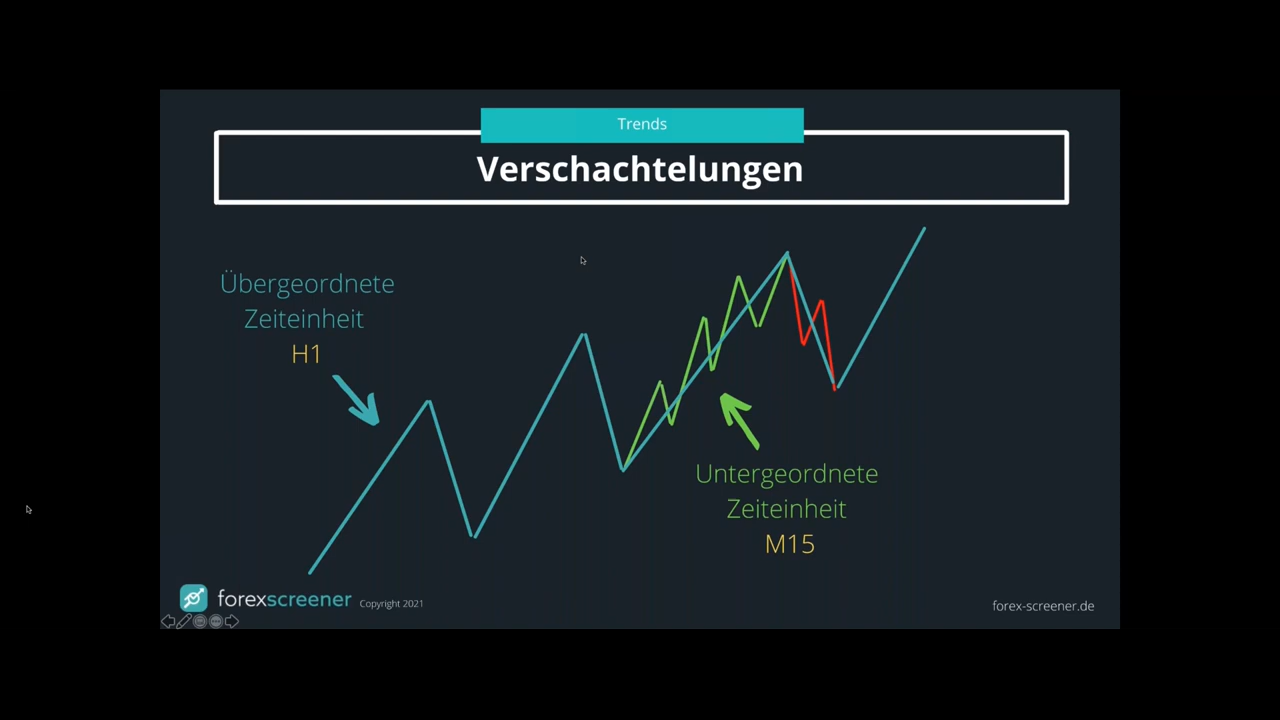 Trends
Verschachtelungen
Übergeordnete
Zeiteinheit
H1
Untergeordnete
Zeiteinheit
M15
forexscreener Copyright 2021
forex-screener.de